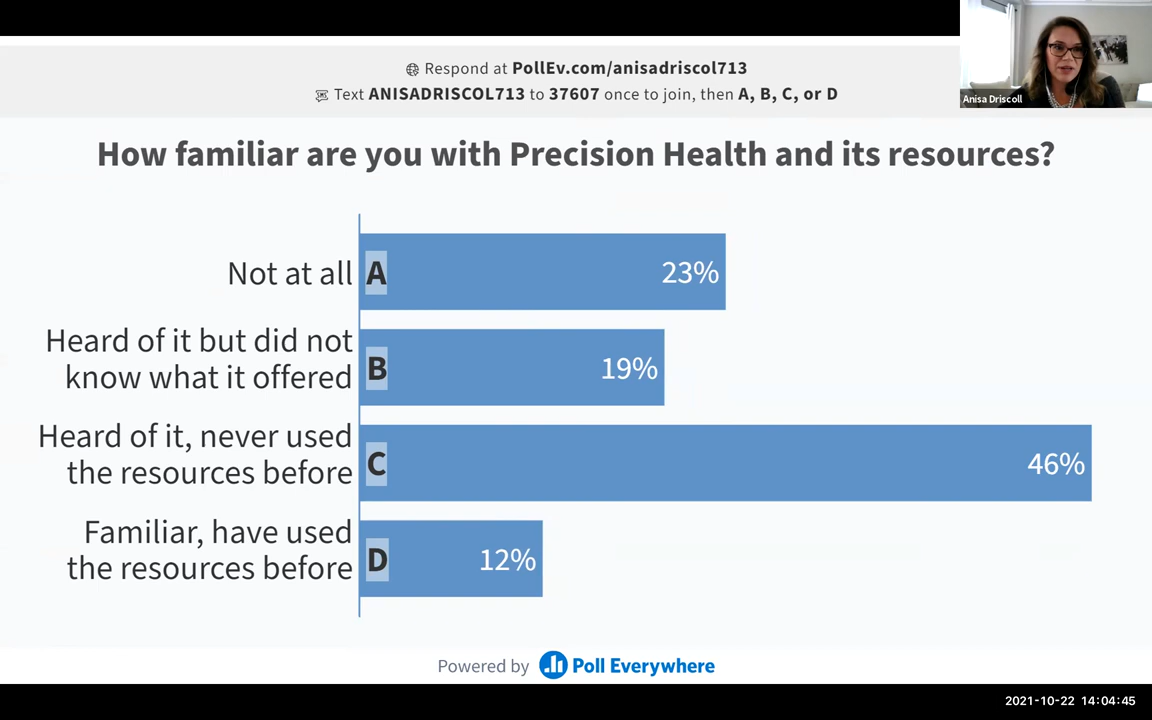 Respond at PollEv.com/anisadriscol713
Text ANISADRISCOL713 to 37607 once to join, then A, B, C, or D
Anisa Driscoll
How familiar are you with Precision Health and its resources?
Not at all
A
23%
Heard of it but did not
know what it offered
B
19%
Heard of it, never used
the resources before
C
46%
Familiar, have used
the resources before
D
12%
Powered by Poll Everywhere
2021-10-22 14:04:45